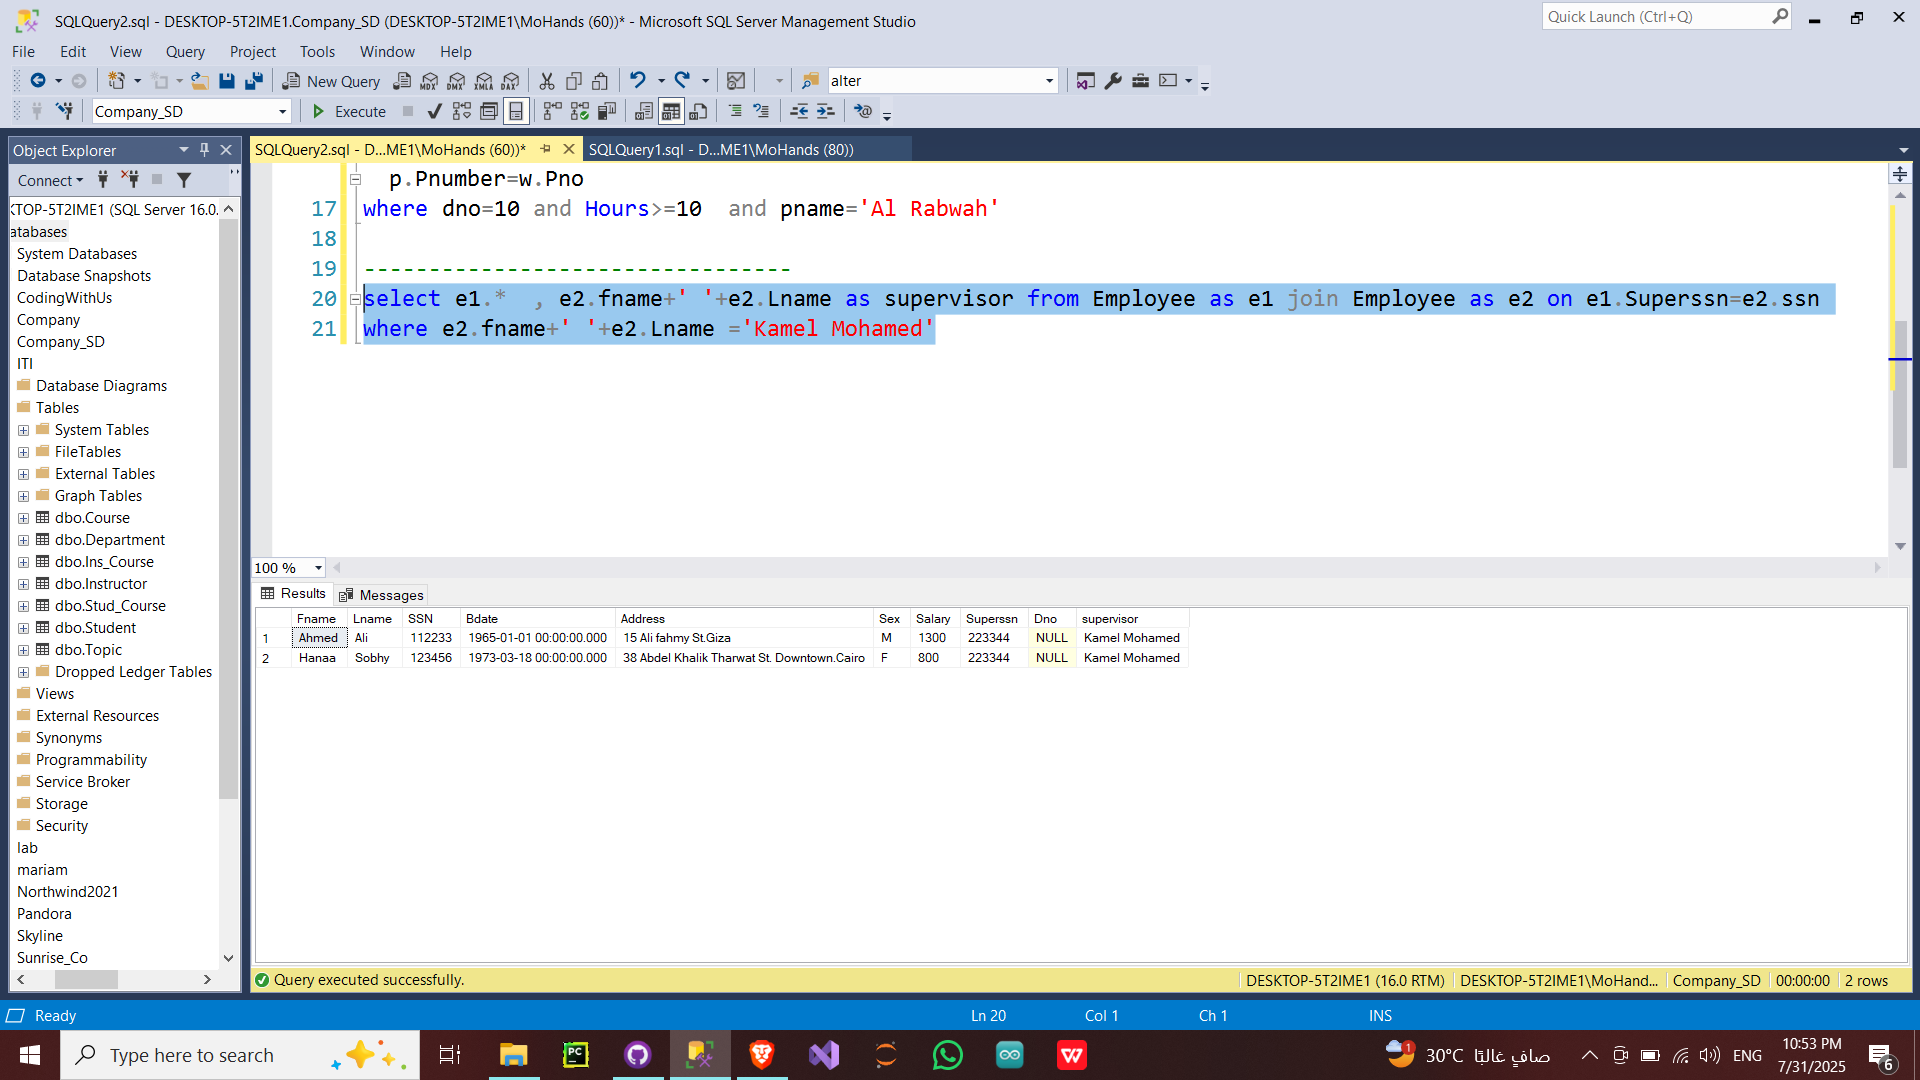 SQLQuery2.sql - DESKTOP-5T2IME1.Company_SD (DESKTOP-5T2IME1\MoHands (60))* - Microsoft SQL Server Management Studio
Quick Launch (Ctrl+Q)
File Edit View Query Project Tools Window Help
New Query MDX DMX XMLA DAX alter
Company_SD Execute
Object Explorer
SQLQuery2.sql - D...ME1\MoHands (60))* SQLQuery1.sql - D...ME1\MoHands (80))
Connect
KTOP-5T2IME1 (SQL Server 16.0.
atabases
System Databases
Database Snapshots
CodingWithUs
Company
Company_SD
ITI
Database Diagrams
Tables
System Tables
FileTables
External Tables
Graph Tables
dbo.Course
dbo.Department
dbo.Ins_Course
dbo.Instructor
dbo.Stud_Course
dbo.Student
dbo.Topic
Dropped Ledger Tables
Views
External Resources
Synonyms
Programmability
Service Broker
Storage
Security
lab
mariam
Northwind2021
Pandora
Skyline
Sunrise_Co
p.Pnumber=w.Pno
17 where dno=10 and Hours>=10 and pname='Al Rabwah'
18
19 ---------------------------------
20 select e1.* , e2.fname+' '+e2.Lname as supervisor from Employee as e1 join Employee as e2 on e1.Superssn=e2.ssn
21 where e2.fname+' '+e2.Lname ='Kamel Mohamed'
100 %
Results Messages
Fname Lname SSN Bdate Address Sex Salary Superssn Dno supervisor
1 Ahmed Ali 112233 1965-01-01 00:00:00.000 15 Ali fahmy St.Giza M 1300 223344 NULL Kamel Mohamed
2 Hanaa Sobhy 123456 1973-03-18 00:00:00.000 38 Abdel Khalik Tharwat St. Downtown.Cairo F 800 223344 NULL Kamel Mohamed
Query executed successfully. DESKTOP-5T2IME1 (16.0 RTM) DESKTOP-5T2IME1\MoHand... Company_SD 00:00:00 2 rows
Ready Ln 20 Col 1 Ch 1 INS
Type here to search PC 1 30°C صافٍ غالبًا ENG 10:53 PM
7/31/2025 6